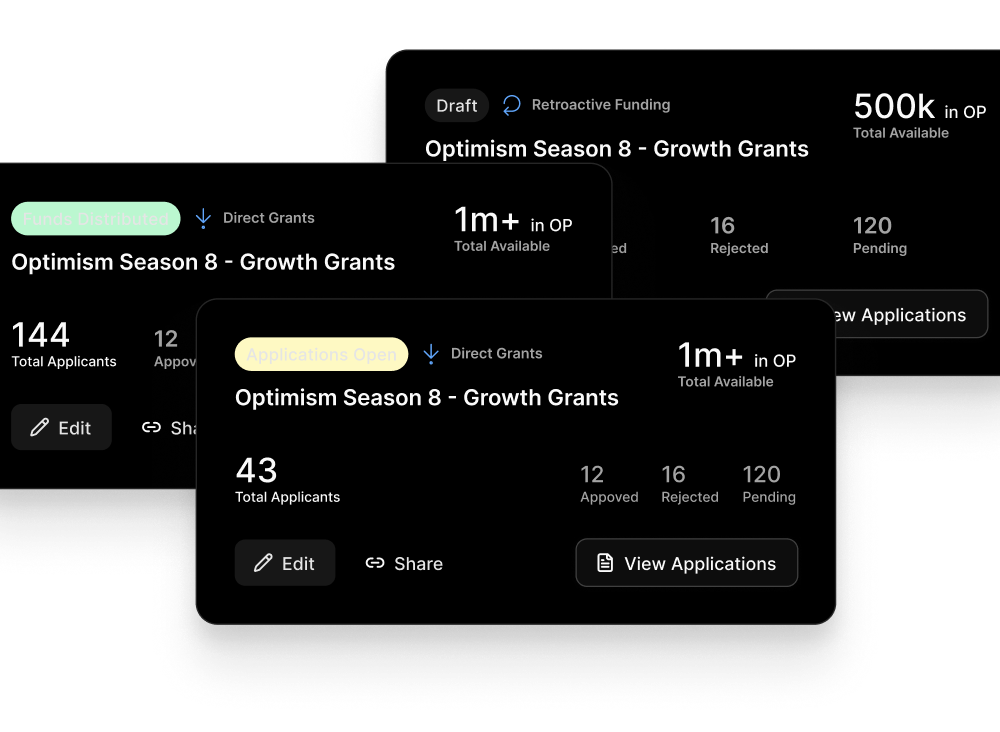 Draft
Retroactive Funding
500k in OP
Total Available
Optimism Season 8 - Growth Grants
16
Rejected
120
Pending
ew Applications
Funds Distributed
Direct Grants
1m+ in OP
Total Available
Optimism Season 8 - Growth Grants
144
Total Applicants
12
Appov
Edit
Sha
Applications Open
Direct Grants
1m+ in OP
Total Available
Optimism Season 8 - Growth Grants
43
Total Applicants
12
Appoved
16
Rejected
120
Pending
Edit
Share
View Applications